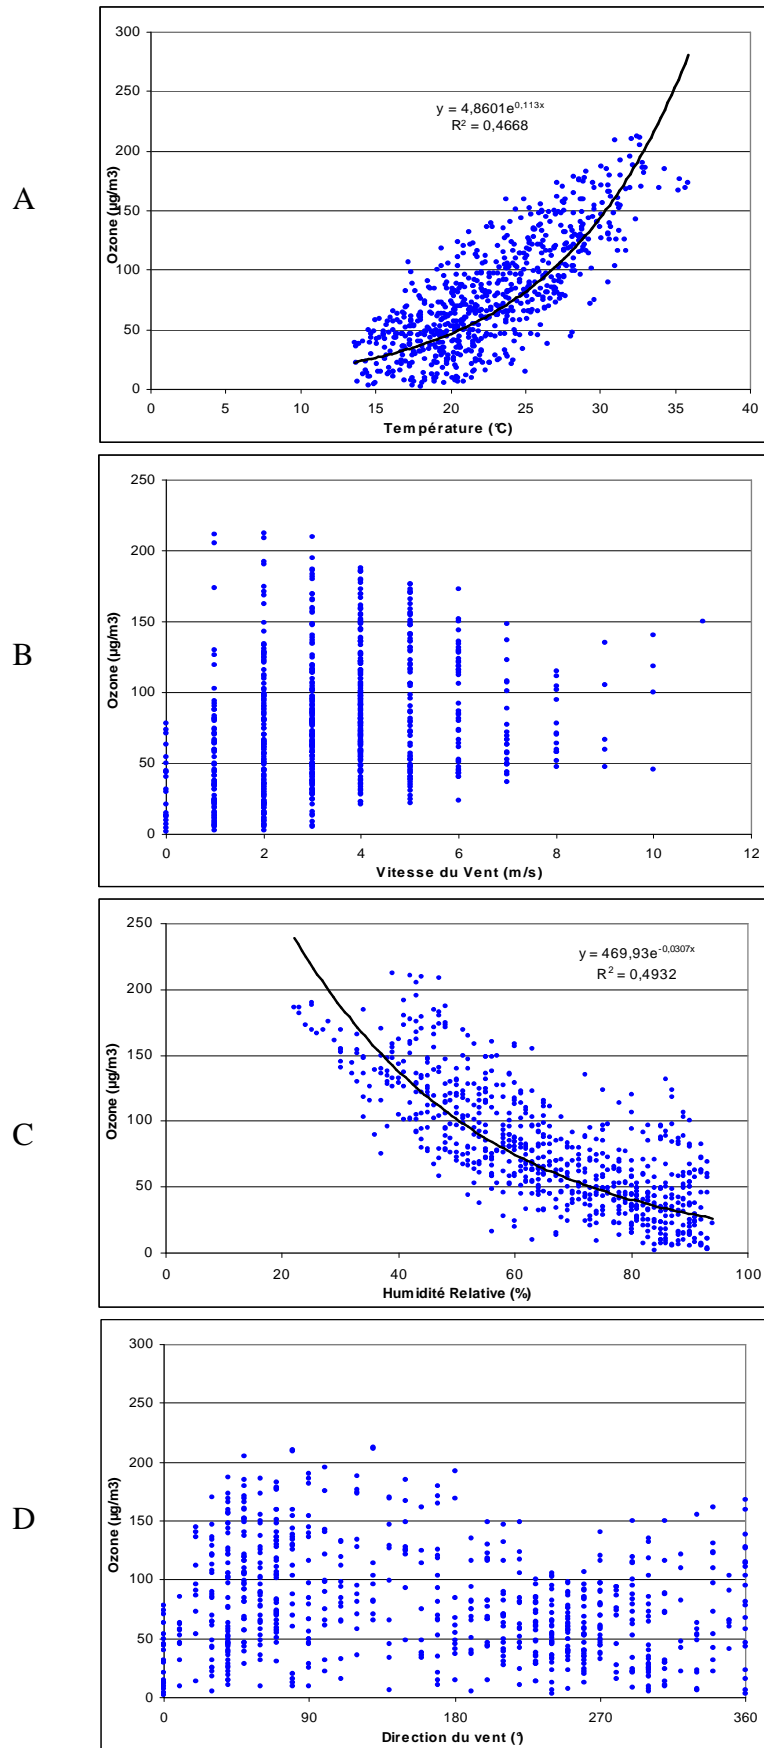 A
300
250
200
150
100
50
0
Ozone (µg/m3)
y = 4,8601e^0,113x
R² = 0,4668
0 5 10 15 20 25 30 35 40
Température (°C)
B
250
200
150
100
50
0
Ozone (µg/m3)
0 2 4 6 8 10 12
Vitesse du Vent (m/s)
C
250
200
150
100
50
0
Ozone (µg/m3)
y = 469,93e^-0,0307x
R² = 0,4932
0 20 40 60 80 100
Humidité Relative (%)
D
300
250
200
150
100
50
0
Ozone (µg/m3)
0 90 180 270 360
Direction du vent (°)